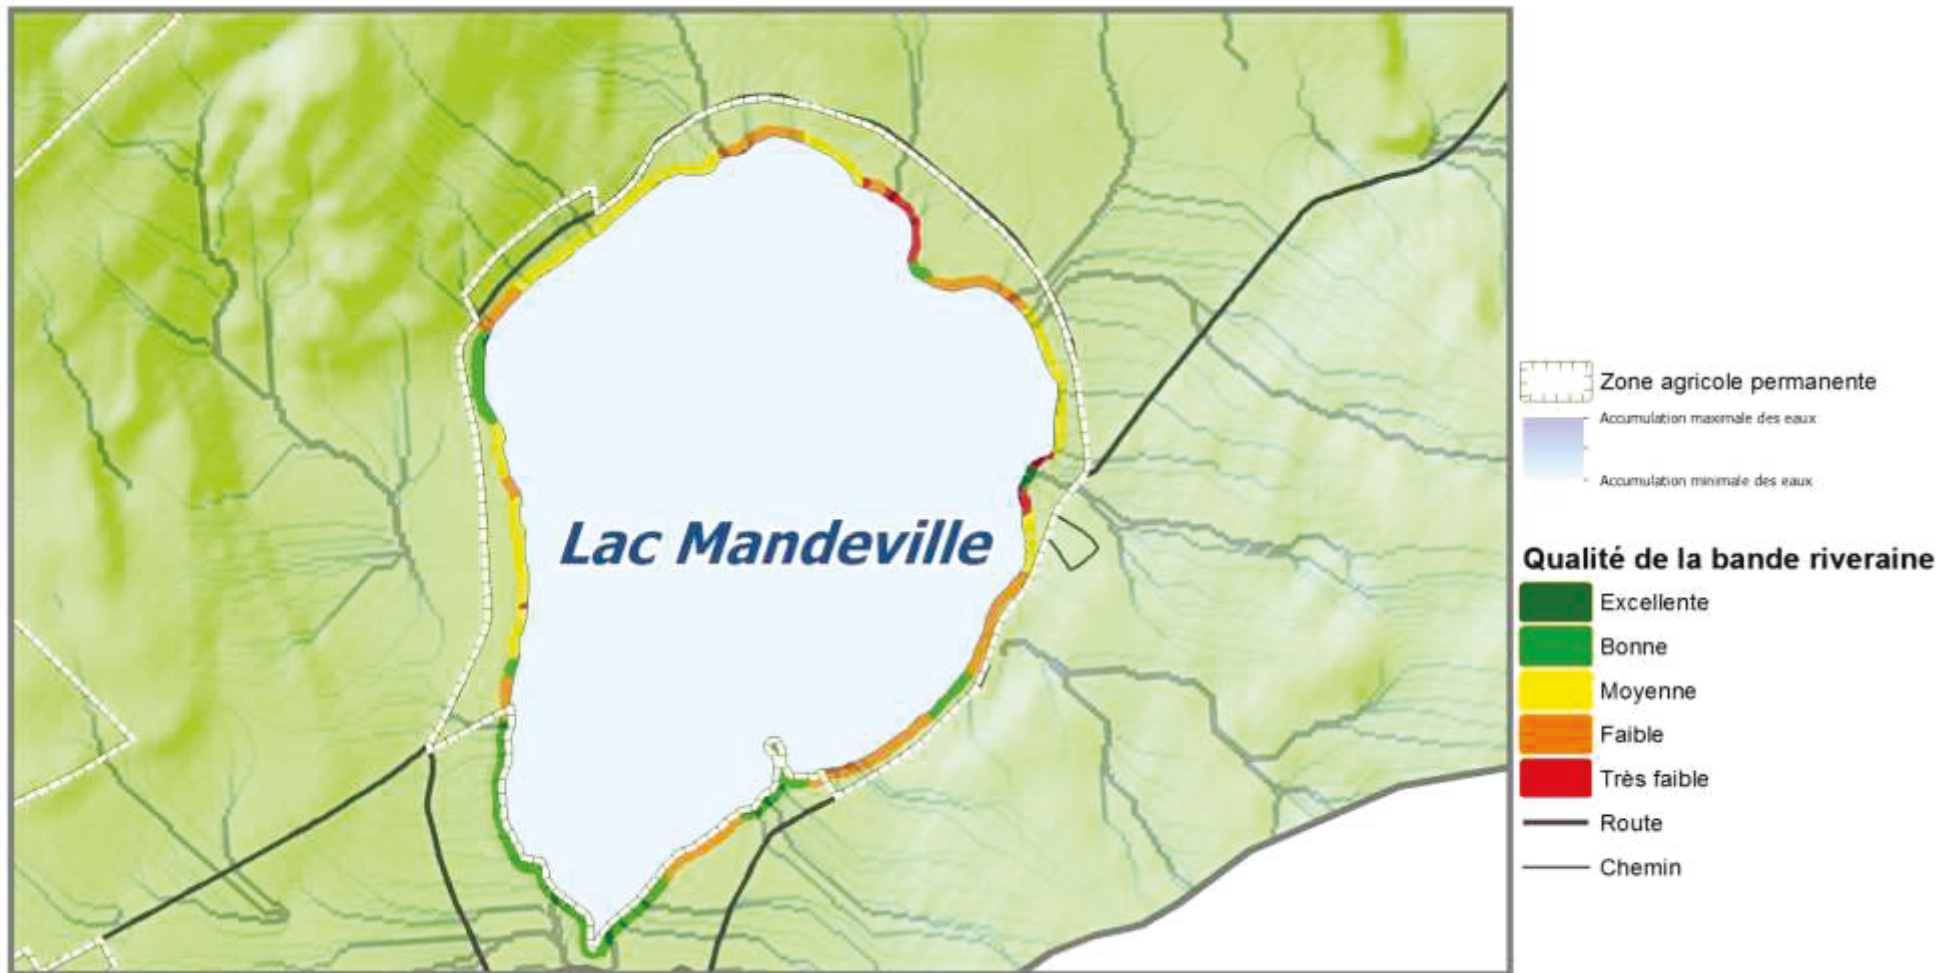 Lac Mandeville
Zone agricole permanente
Accumulation maximale des eaux
Accumulation minimale des eaux
Qualité de la bande riveraine
Excellente
Bonne
Moyenne
Faible
Très faible
Route
Chemin